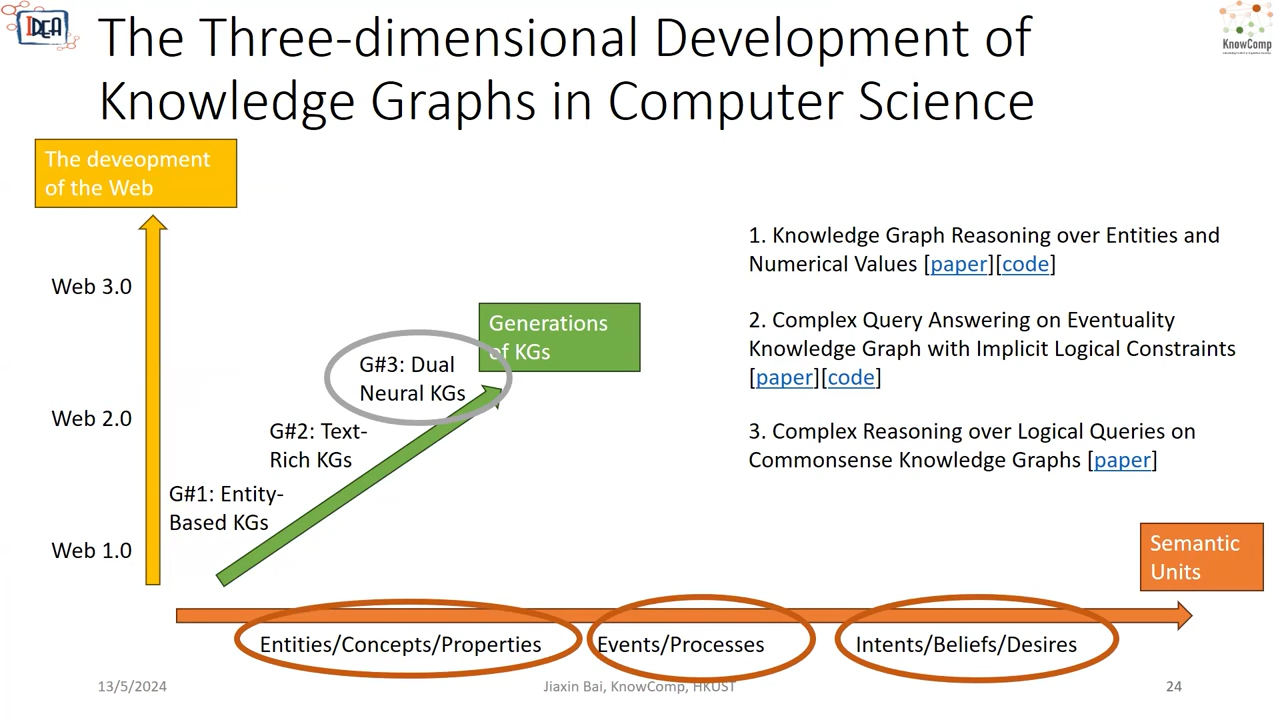 IDEA
KnowComp
The Three-dimensional Development of
Knowledge Graphs in Computer Science
The deveopment
of the Web
Web 3.0
Web 2.0
Web 1.0
Generations
of KGs
G#3: Dual
Neural KGs
G#2: Text-
Rich KGs
G#1: Entity-
Based KGs
1. Knowledge Graph Reasoning over Entities and
Numerical Values [paper][code]
2. Complex Query Answering on Eventuality
Knowledge Graph with Implicit Logical Constraints
[paper][code]
3. Complex Reasoning over Logical Queries on
Commonsense Knowledge Graphs [paper]
Semantic
Units
Entities/Concepts/Properties
Events/Processes
Intents/Beliefs/Desires
13/5/2024
Jiaxin Bai, KnowComp, HKUST
24